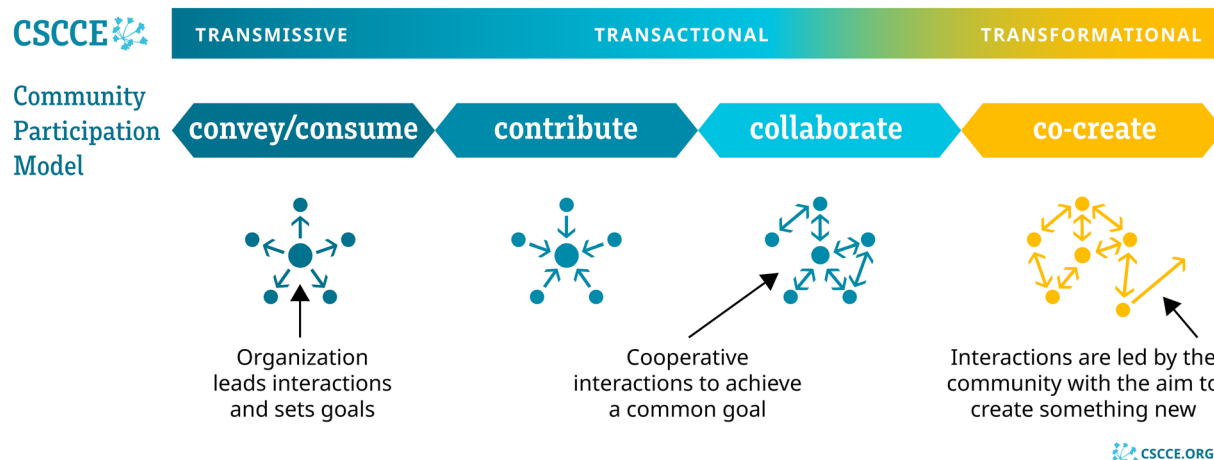 CSCCE
TRANSMISSIVE
TRANSACTIONAL
TRANSFORMATIONAL
Community
Participation
Model
convey/consume
contribute
collaborate
co-create
Organization
leads interactions
and sets goals
Cooperative
interactions to achieve
a common goal
Interactions are led by the
community with the aim to
create something new
CSCCE.ORG